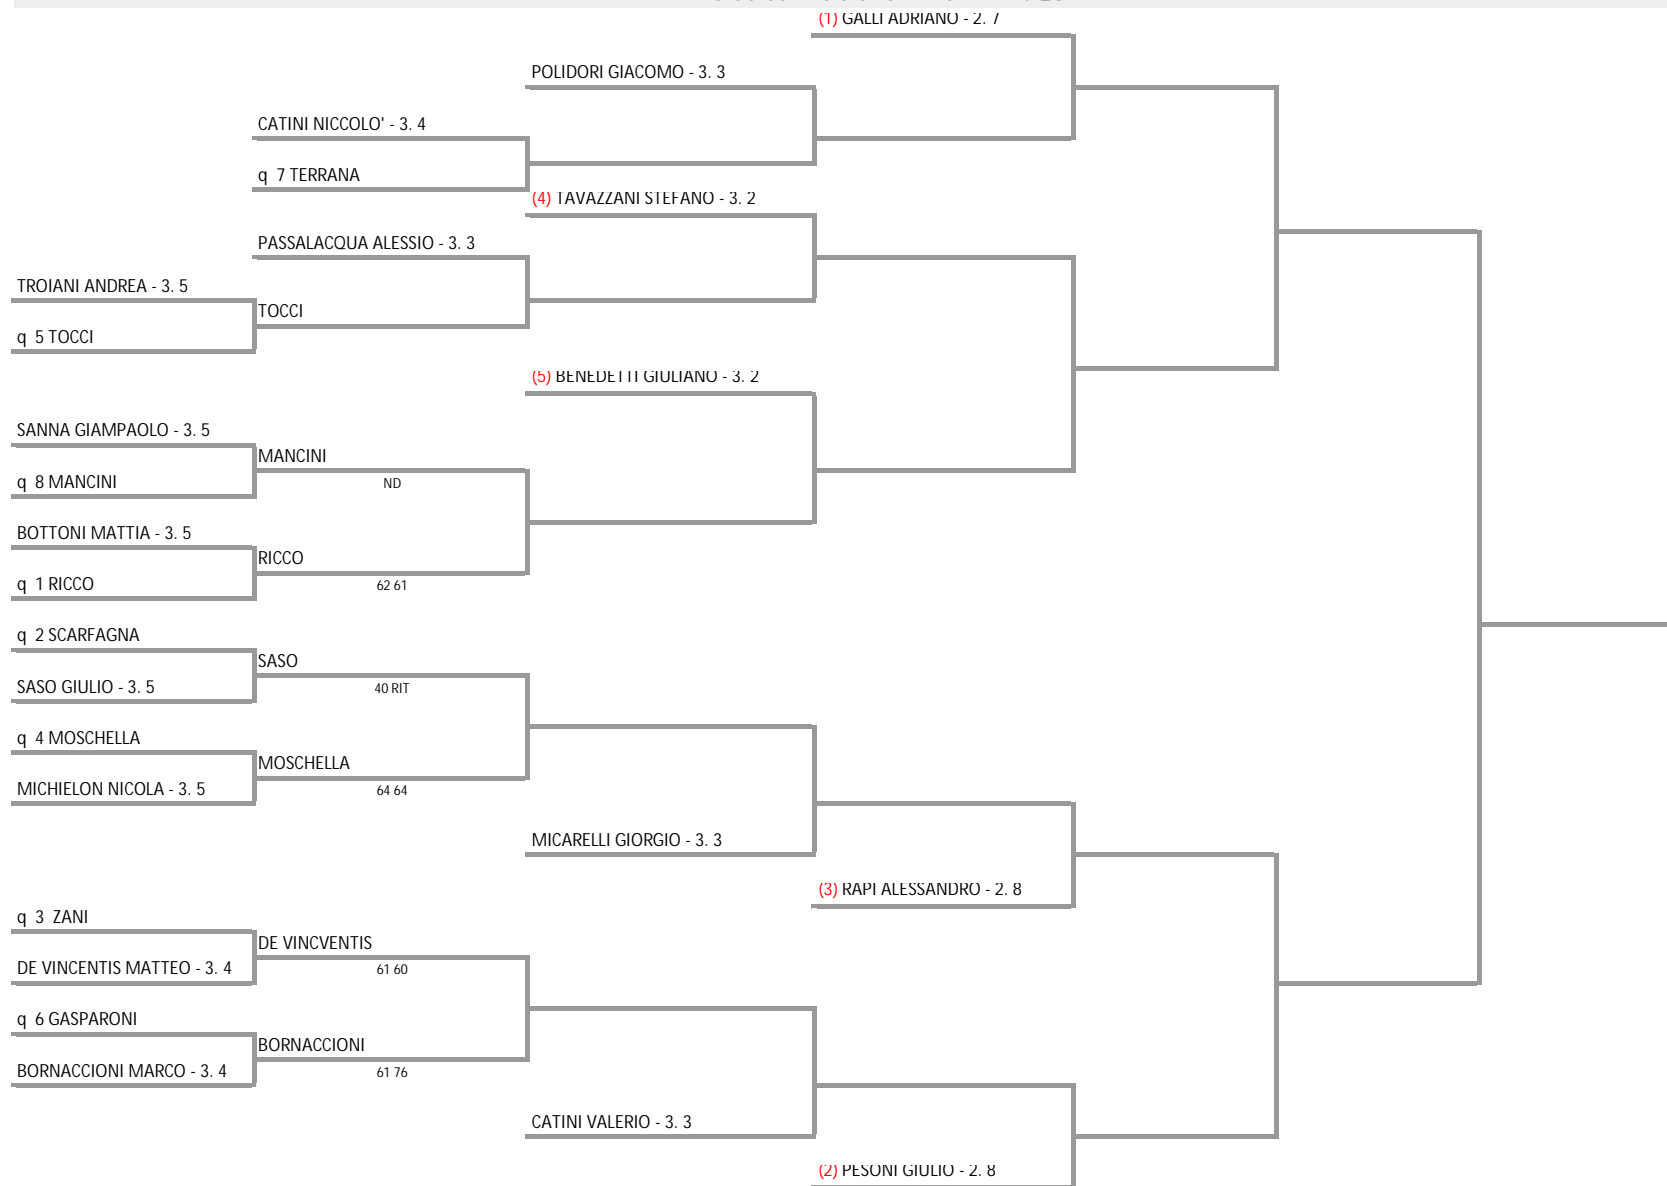 (1) GALLI ADRIANO - 2. 7
POLIDORI GIACOMO - 3. 3
CATINI NICCOLO' - 3. 4
q 7 TERRANA
(4) TAVAZZANI STEFANO - 3. 2
PASSALACQUA ALESSIO - 3. 3
TROIANI ANDREA - 3. 5
TOCCI
q 5 TOCCI
(5) BENEDETTI GIULIANO - 3. 2
SANNA GIAMPAOLO - 3. 5
MANCINI
q 8 MANCINI
ND
BOTTONI MATTIA - 3. 5
RICCO
q 1 RICCO
62 61
q 2 SCARFAGNA
SASO
SASO GIULIO - 3. 5
40 RIT
q 4 MOSCHELLA
MOSCHELLA
MICHIELON NICOLA - 3. 5
64 64
MICARELLI GIORGIO - 3. 3
(3) RAPI ALESSANDRO - 2. 8
q 3 ZANI
DE VINCVENTIS
DE VINCENTIS MATTEO - 3. 4
61 60
q 6 GASPARONI
BORNACCIONI
BORNACCIONI MARCO - 3. 4
61 76
CATINI VALERIO - 3. 3
(2) PESONI GIULIO - 2. 8